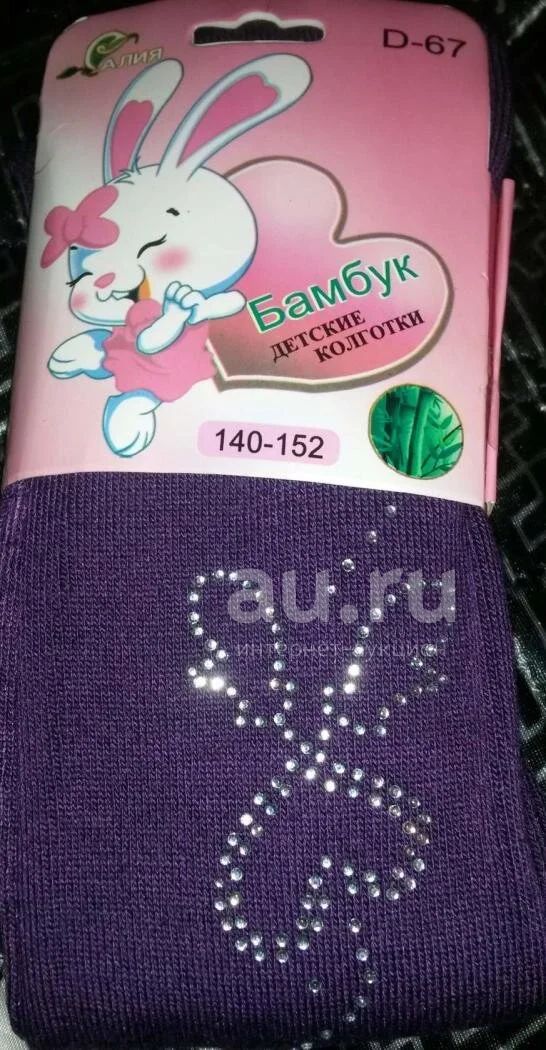 АЛИЯ
D-67
Бамбук
ДЕТСКИЕ
КОЛГОТКИ
140-152
au.ru
интернет-аукцион